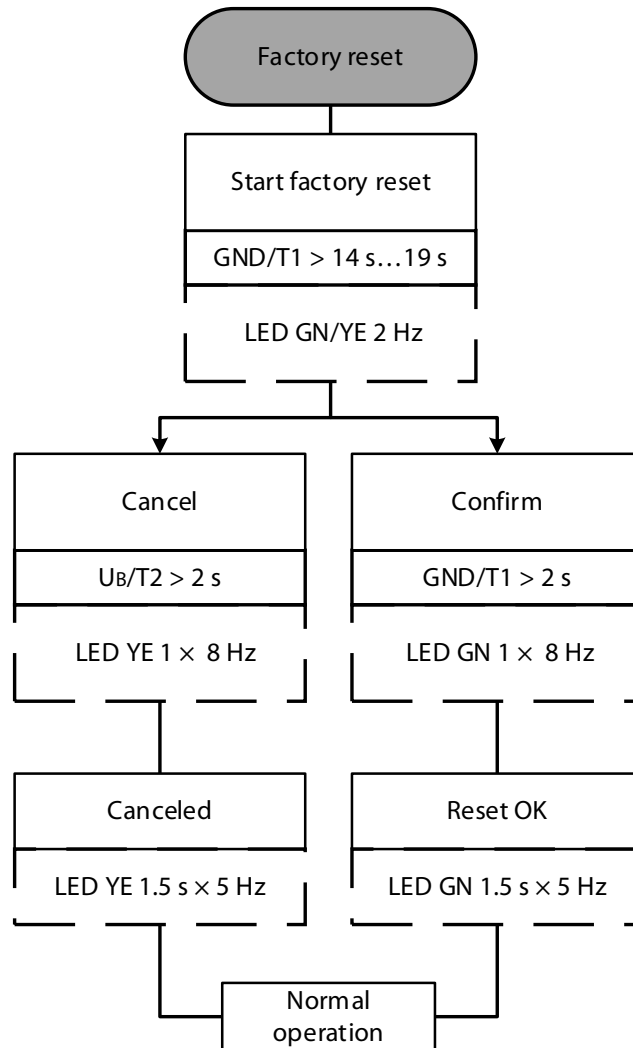 Factory reset
Start factory reset
GND/T1 > 14 s…19 s
LED GN/YE 2 Hz
Cancel
UB/T2 > 2 s
LED YE 1 × 8 Hz
Confirm
GND/T1 > 2 s
LED GN 1 × 8 Hz
Canceled
LED YE 1.5 s × 5 Hz
Reset OK
LED GN 1.5 s × 5 Hz
Normal
operation